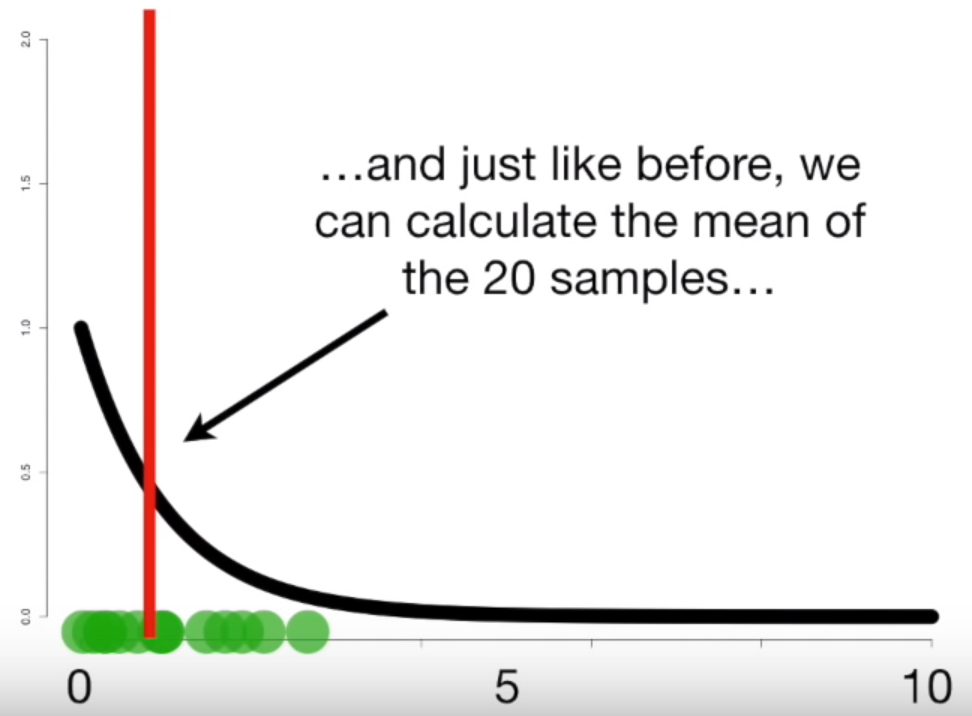 2.0
1.5
…and just like before, we
can calculate the mean of
the 20 samples…
1.0
0.5
0.0
0 5 10